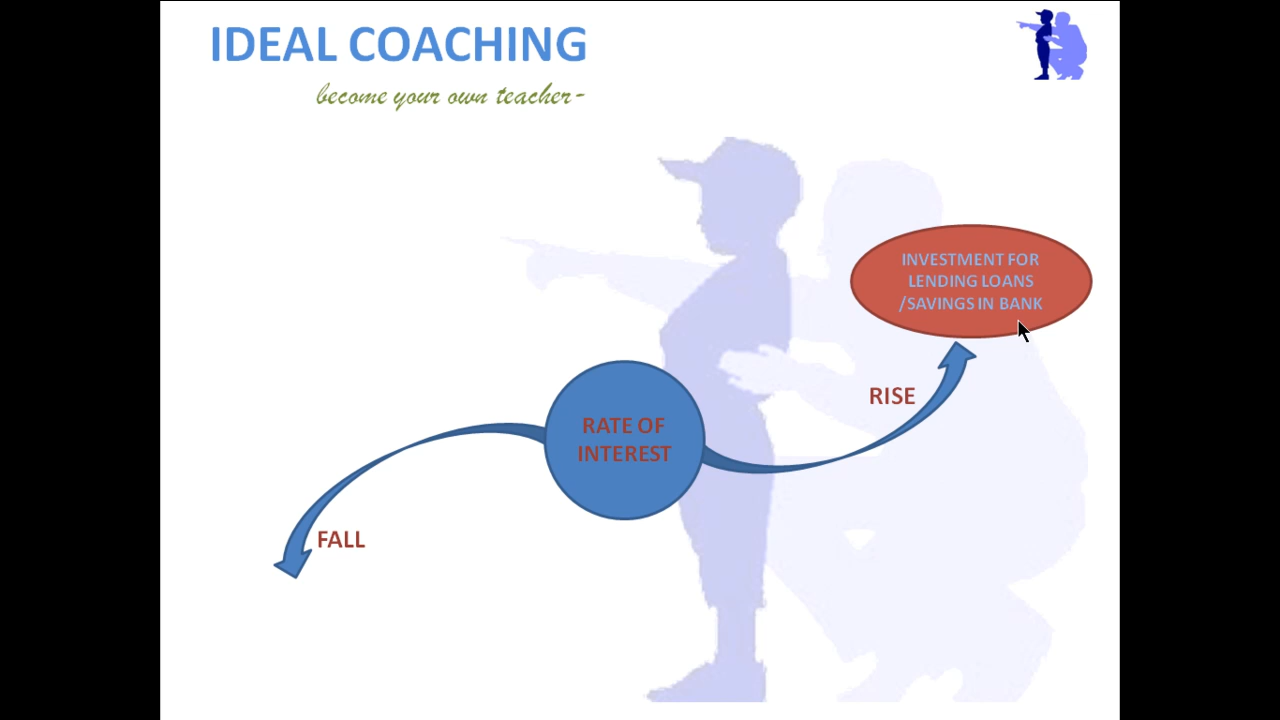 IDEAL COACHING
become your own teacher-
INVESTMENT FOR
LENDING LOANS
/SAVINGS IN BANK
RISE
RATE OF
INTEREST
FALL